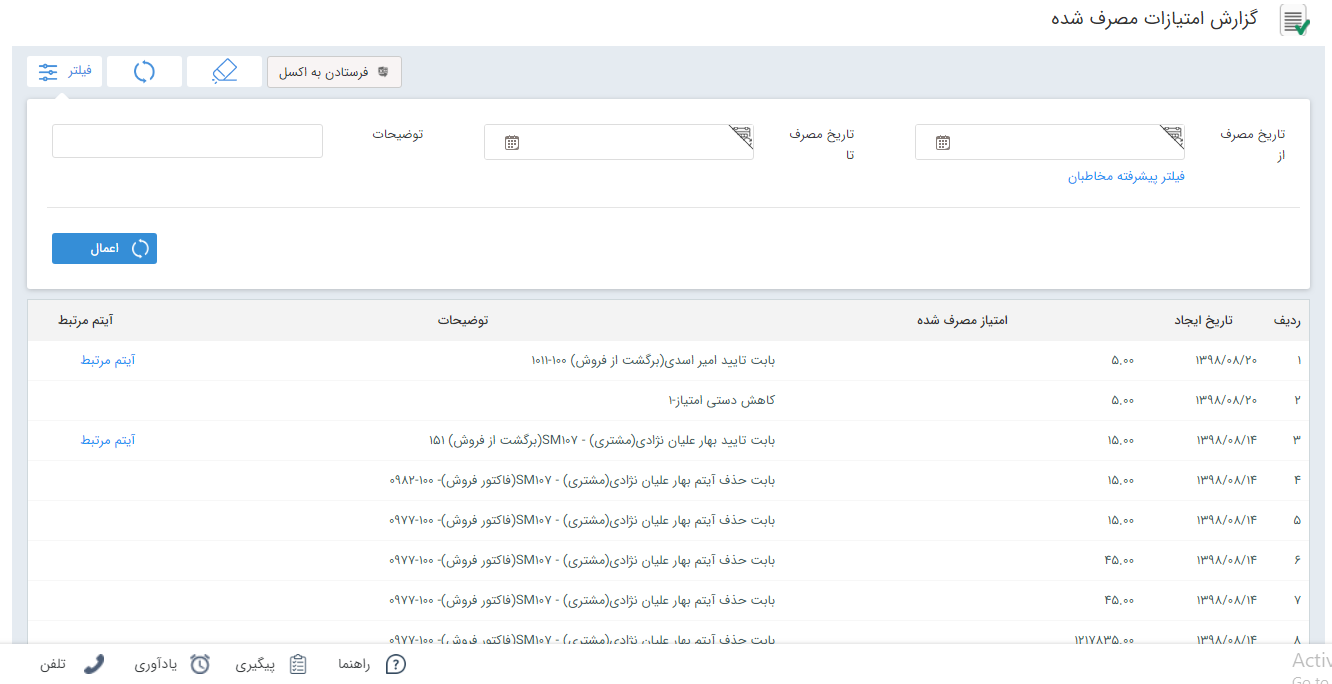 گزارش امتیازات مصرف شده
فرستادن به اکسل
فیلتر
تاریخ مصرف از
تاریخ مصرف تا
توضیحات
فیلتر پیشرفته مخاطبان
اعمال
ردیف تاریخ ایجاد امتیاز مصرف شده توضیحات آیتم مرتبط
۱ ۱۳۹۸/۰۸/۲۰ ۵.۰۰ بابت تایید امیر اسدی(برگشت از فروش) ۱۰۰-۱۰۱۱ آیتم مرتبط
۲ ۱۳۹۸/۰۸/۲۰ ۵.۰۰ کاهش دستی امتیاز-۱
۳ ۱۳۹۸/۰۸/۱۴ ۱۵.۰۰ بابت تایید بهار علیان نژادی(مشتری) - SM۱۰۷(برگشت از فروش) ۱۵۱ آیتم مرتبط
۴ ۱۳۹۸/۰۸/۱۴ ۱۵.۰۰ بابت حذف آیتم بهار علیان نژادی(مشتری) - SM۱۰۷(فاکتور فروش)- ۱۰۰-۰۹۸۲
۵ ۱۳۹۸/۰۸/۱۴ ۱۵.۰۰ بابت حذف آیتم بهار علیان نژادی(مشتری) - SM۱۰۷(فاکتور فروش)- ۱۰۰-۰۹۷۷
۶ ۱۳۹۸/۰۸/۱۴ ۴۵.۰۰ بابت حذف آیتم بهار علیان نژادی(مشتری) - SM۱۰۷(فاکتور فروش)- ۱۰۰-۰۹۷۷
۷ ۱۳۹۸/۰۸/۱۴ ۴۵.۰۰ بابت حذف آیتم بهار علیان نژادی(مشتری) - SM۱۰۷(فاکتور فروش)- ۱۰۰-۰۹۷۷
۸ ۱۳۹۸/۰۸/۱۴ ۱۲۱۷۸۳۵.۰۰ بابت حذف آیتم بهار علیان نژادی(مشتری) - SM۱۰۷(فاکتور فروش)- ۱۰۰-۰۹۷۷
راهنما پیگیری یادآوری تلفن
Activ
Go to